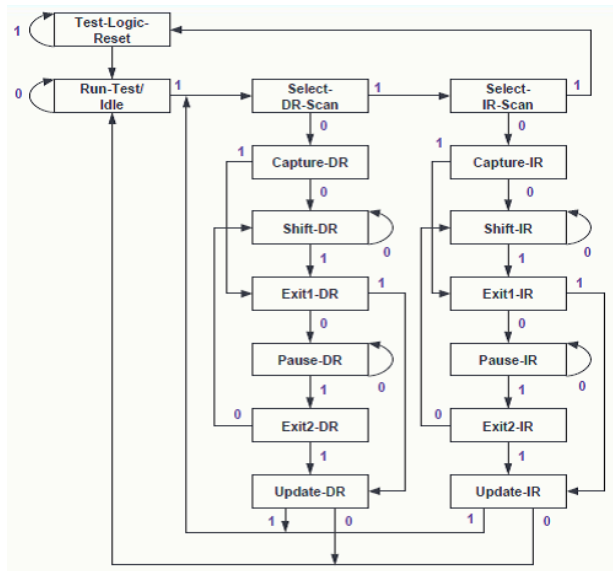 Test-Logic-
Reset
1
0
Run-Test/
Idle
1
Select-
DR-Scan
1
Select-
IR-Scan
1
0
0
1
Capture-DR
1
Capture-IR
0
0
Shift-DR
0
Shift-IR
0
1
1
Exit1-DR
1
Exit1-IR
1
0
0
Pause-DR
0
Pause-IR
0
1
1
0
Exit2-DR
0
Exit2-IR
1
1
Update-DR
Update-IR
1
0
1
0